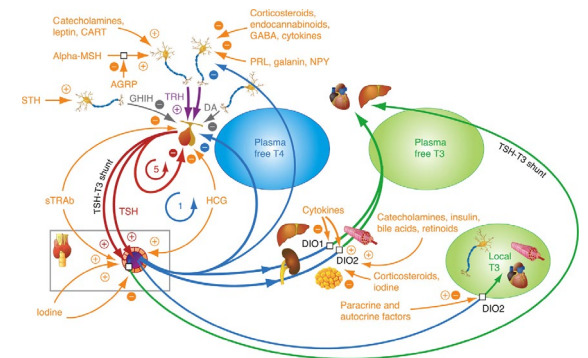 Catecholamines,
leptin, CART
Corticosteroids,
endocannabinoids,
GABA, cytokines
Alpha-MSH
AGRP
PRL, galanin, NPY
STH
GHIH
TRH
DA
Plasma
free T4
Plasma
free T3
TSH-T3 shunt
TSH-T3 shunt
5
1
sTRAb
TSH
HCG
Cytokines
Catecholamines, insulin,
bile acids, retinoids
DIO1
DIO2
Local
T3
Corticosteroids,
iodine
Iodine
Paracrine and
autocrine factors
DIO2